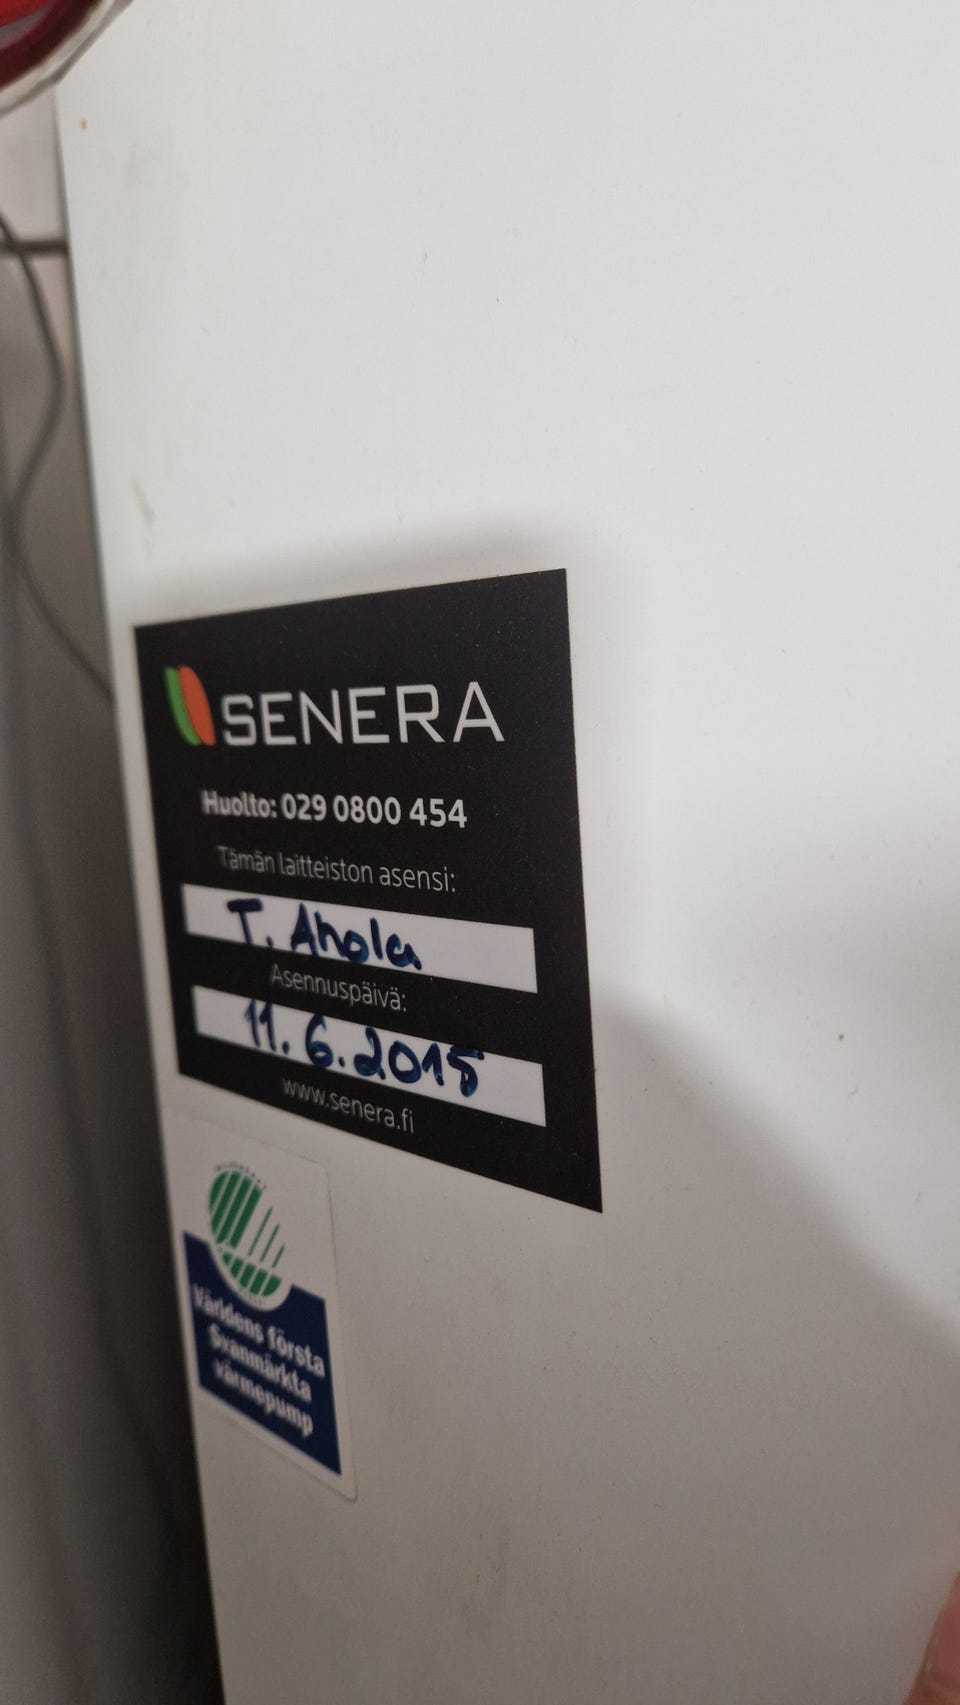 SENERA
Huolto: 029 0800 454
Tämän laitteiston asensi:
T. Ahola
Asennuspäivä:
11.6.2015
www.senera.fi
Världens första
Svanmärkta
värmepump